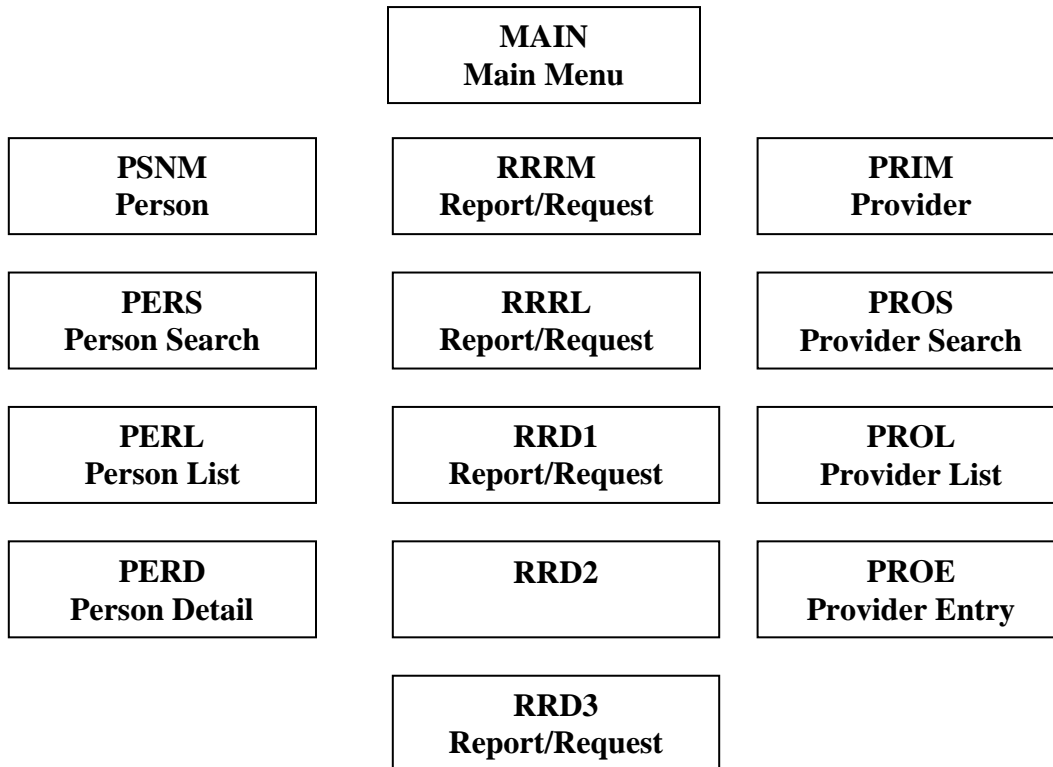 MAIN
Main Menu
PSNM
Person
RRRM
Report/Request
PRIM
Provider
PERS
Person Search
RRRL
Report/Request
PROS
Provider Search
PERL
Person List
RRD1
Report/Request
PROL
Provider List
PERD
Person Detail
RRD2
PROE
Provider Entry
RRD3
Report/Request